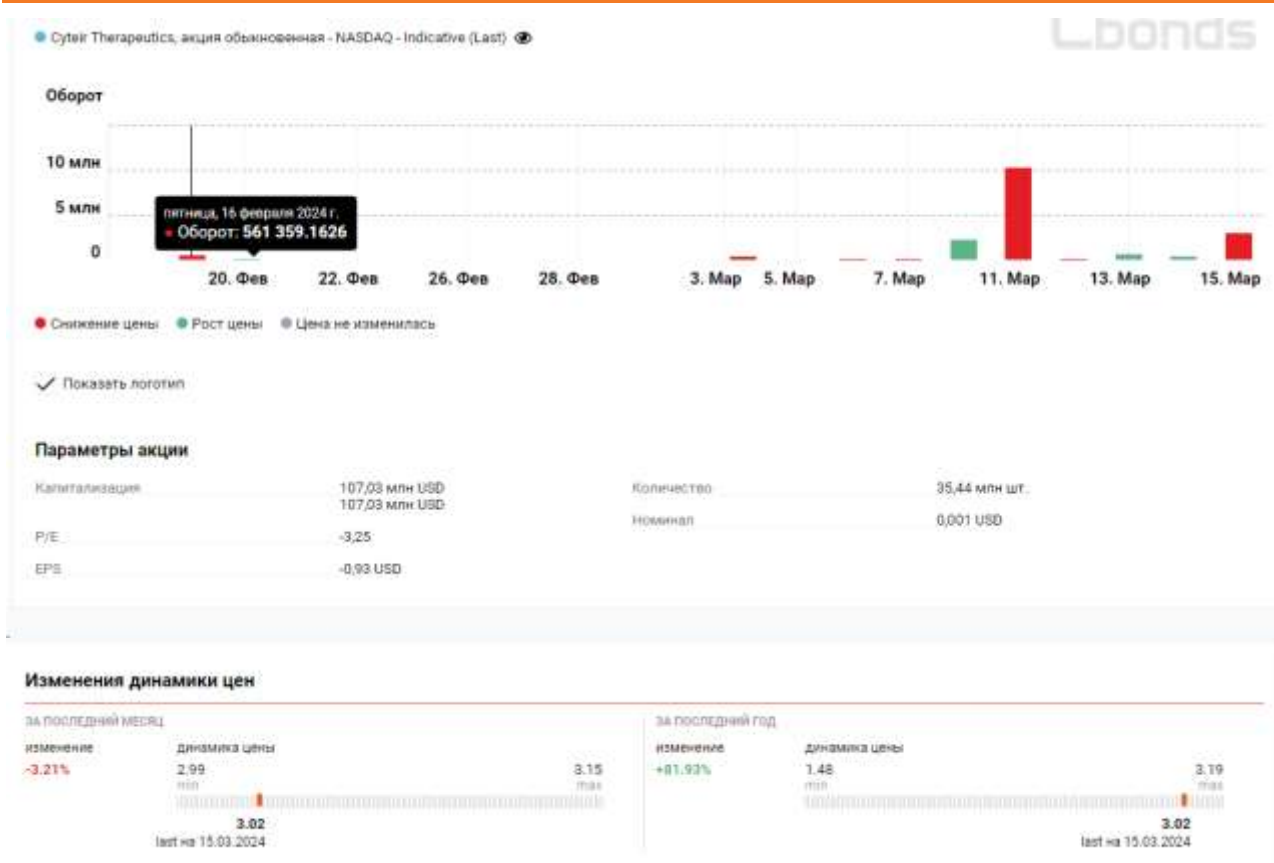 Cyteir Therapeutics, акция обыкновенная - NASDAQ - Indicative (Last)
Cbonds
Оборот
10 млн
5 млн
0
пятница, 16 февраля 2024 г.
Оборот: 561 359.1626
20. Фев 22. Фев 26. Фев 28. Фев 3. Мар 5. Мар 7. Мар 11. Мар 13. Мар 15. Мар
Снижение цены Рост цены Цена не изменилась
Показать логотип
Параметры акции
Капитализация 107,03 млн USD Количество 35,44 млн шт.
107,03 млн USD
Номинал 0,001 USD
P/E -3,25
EPS -0,93 USD
Изменения динамики цен
ЗА ПОСЛЕДНИЙ МЕСЯЦ ЗА ПОСЛЕДНИЙ ГОД
изменение динамика цены изменение динамика цены
-3.21% 2.99 3.15 +81.93% 1.48 3.19
min max min max
3.02 3.02
last на 15.03.2024 last на 15.03.2024